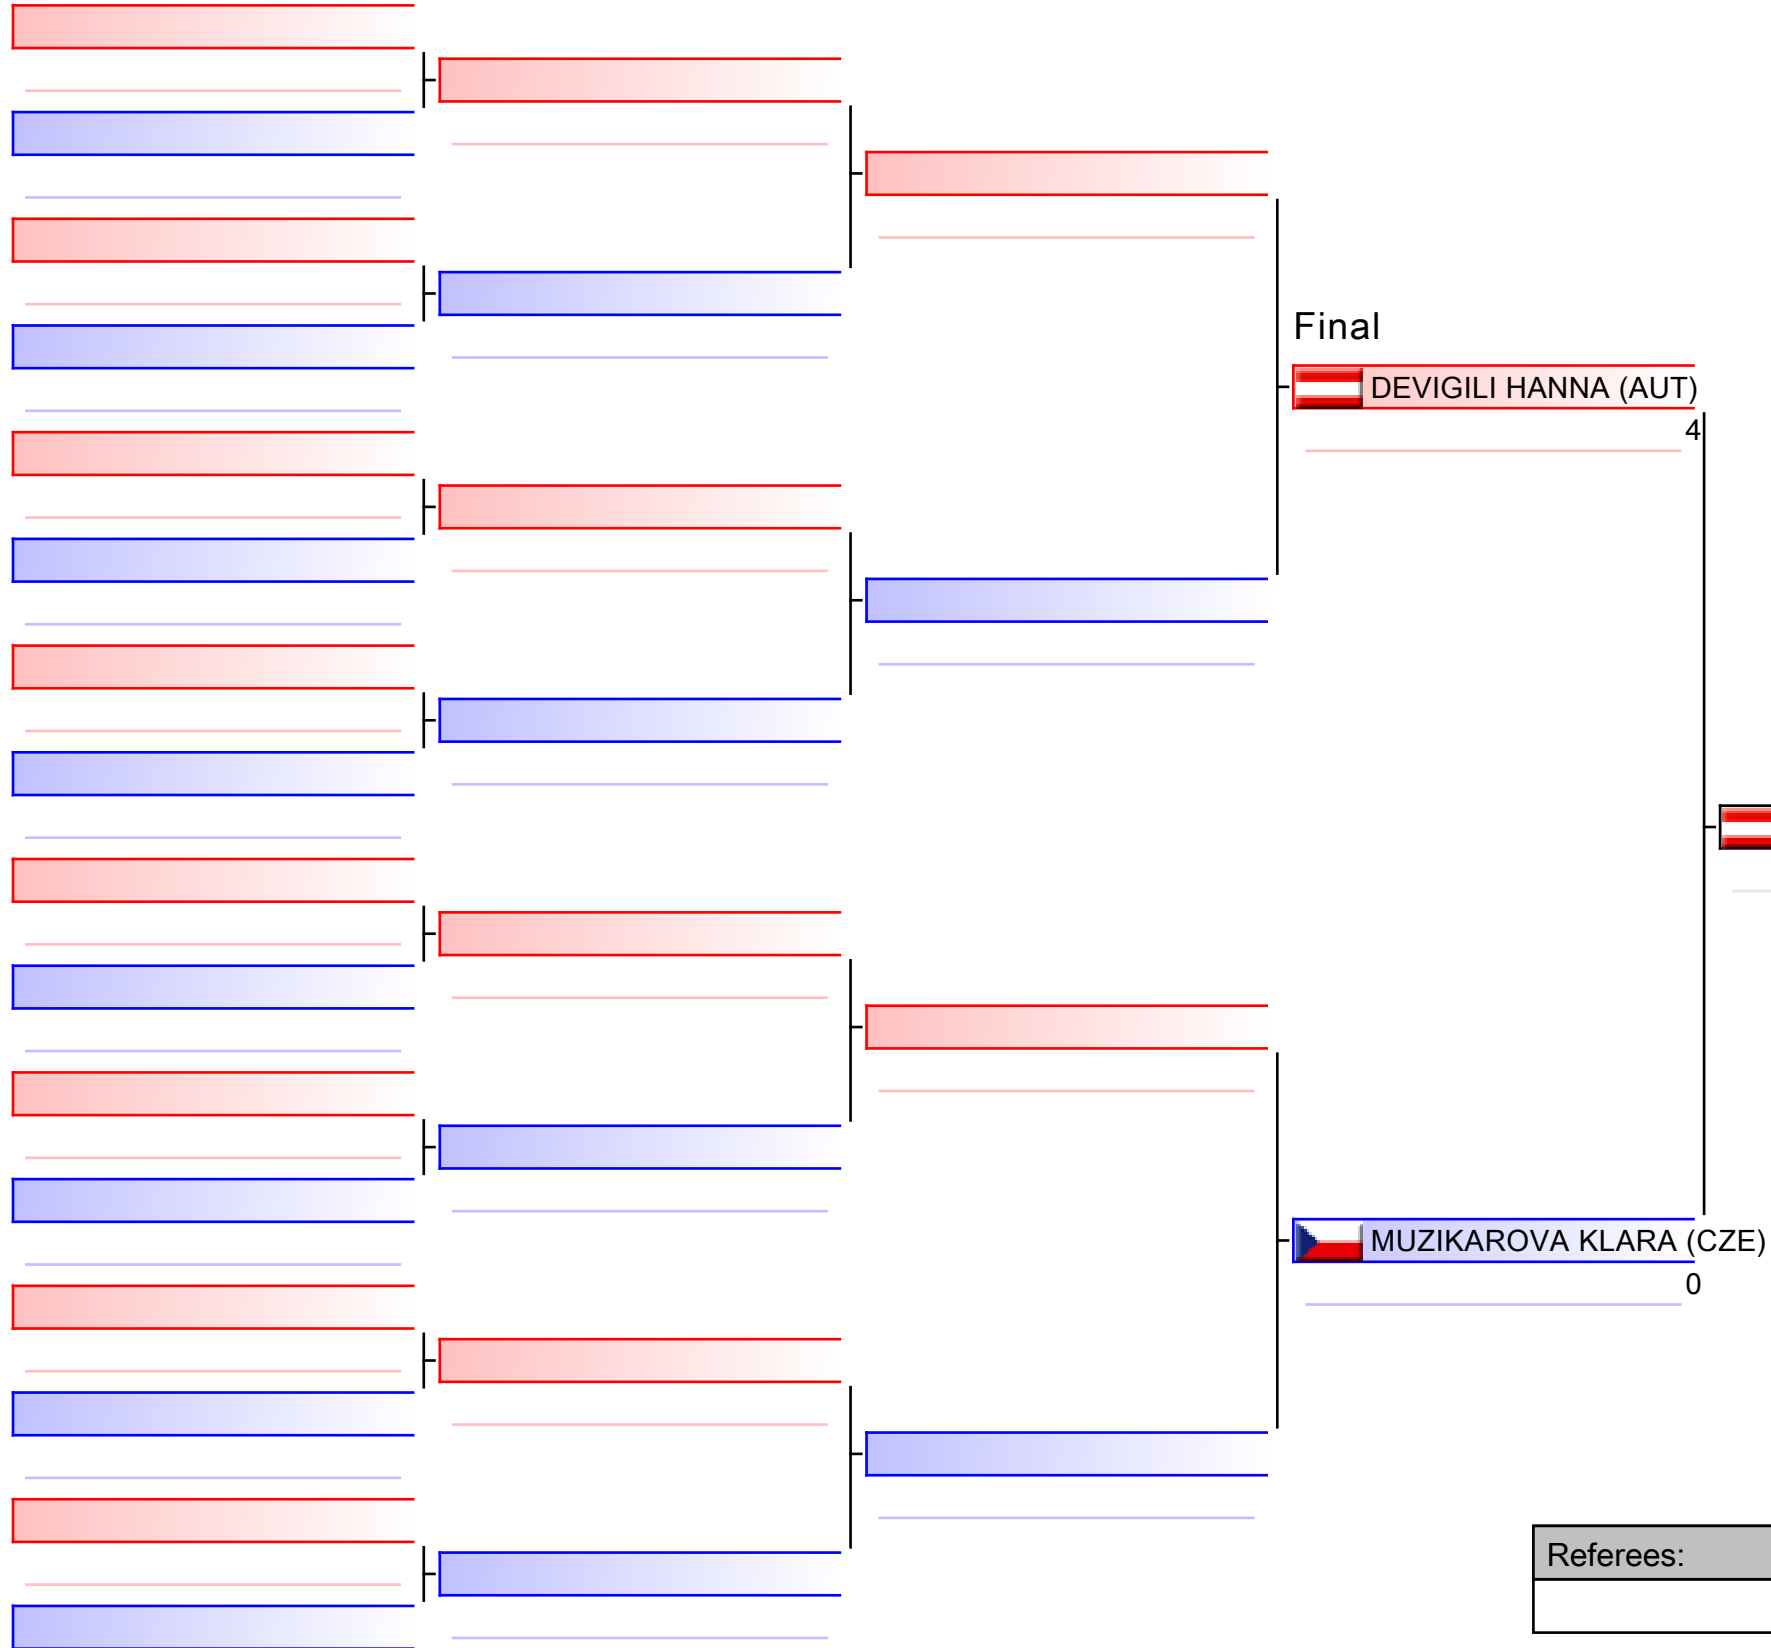 Final
DEVIGILI HANNA (AUT)
4
MUZIKAROVA KLARA (CZE)
0
Referees: